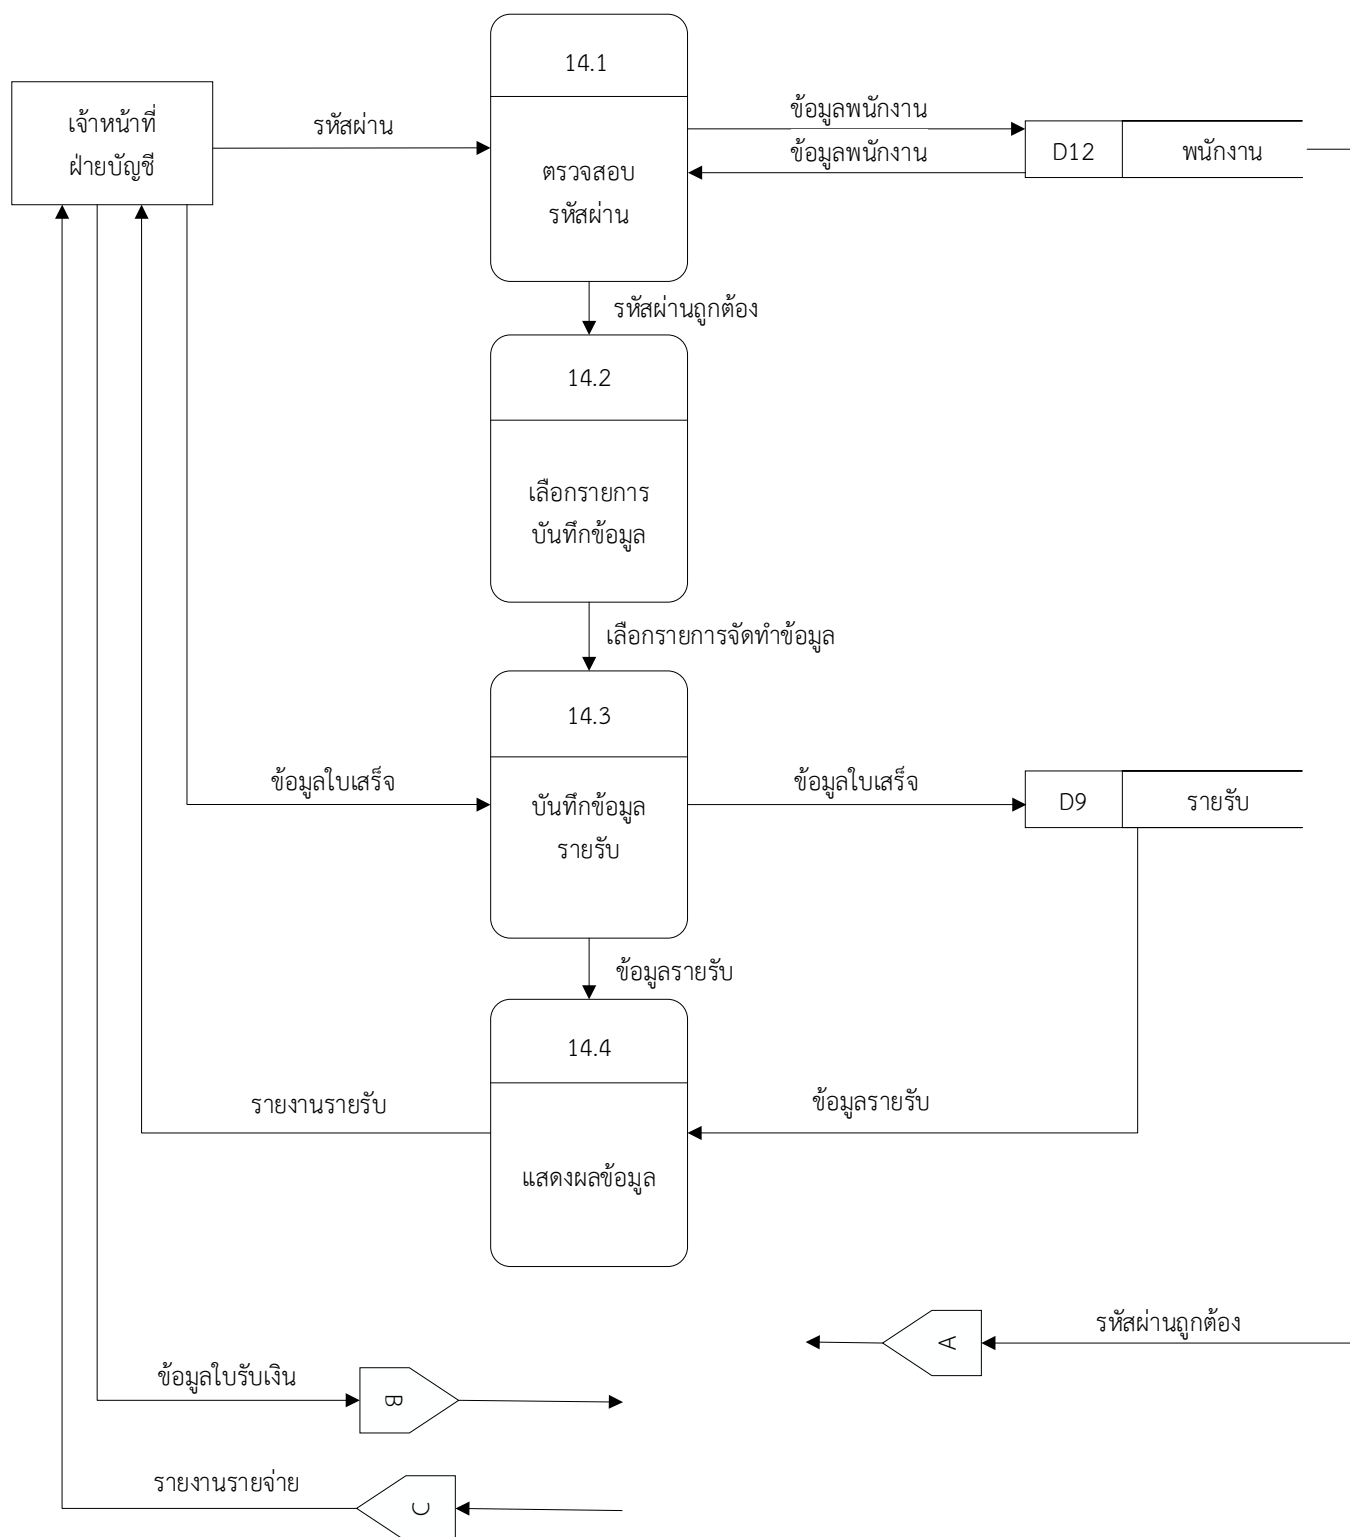 14.1
เจ้าหน้าที่
ฝ่ายบัญชี
รหัสผ่าน
ตรวจสอบ
รหัสผ่าน
ข้อมูลพนักงาน
ข้อมูลพนักงาน
D12
พนักงาน
รหัสผ่านถูกต้อง
14.2
เลือกรายการ
บันทึกข้อมูล
เลือกรายการจัดทำข้อมูล
14.3
ข้อมูลใบเสร็จ
บันทึกข้อมูล
รายรับ
ข้อมูลใบเสร็จ
D9
รายรับ
ข้อมูลรายรับ
14.4
รายงานรายรับ
ข้อมูลรายรับ
แสดงผลข้อมูล
รหัสผ่านถูกต้อง
A
ข้อมูลใบรับเงิน
B
รายงานรายจ่าย
C